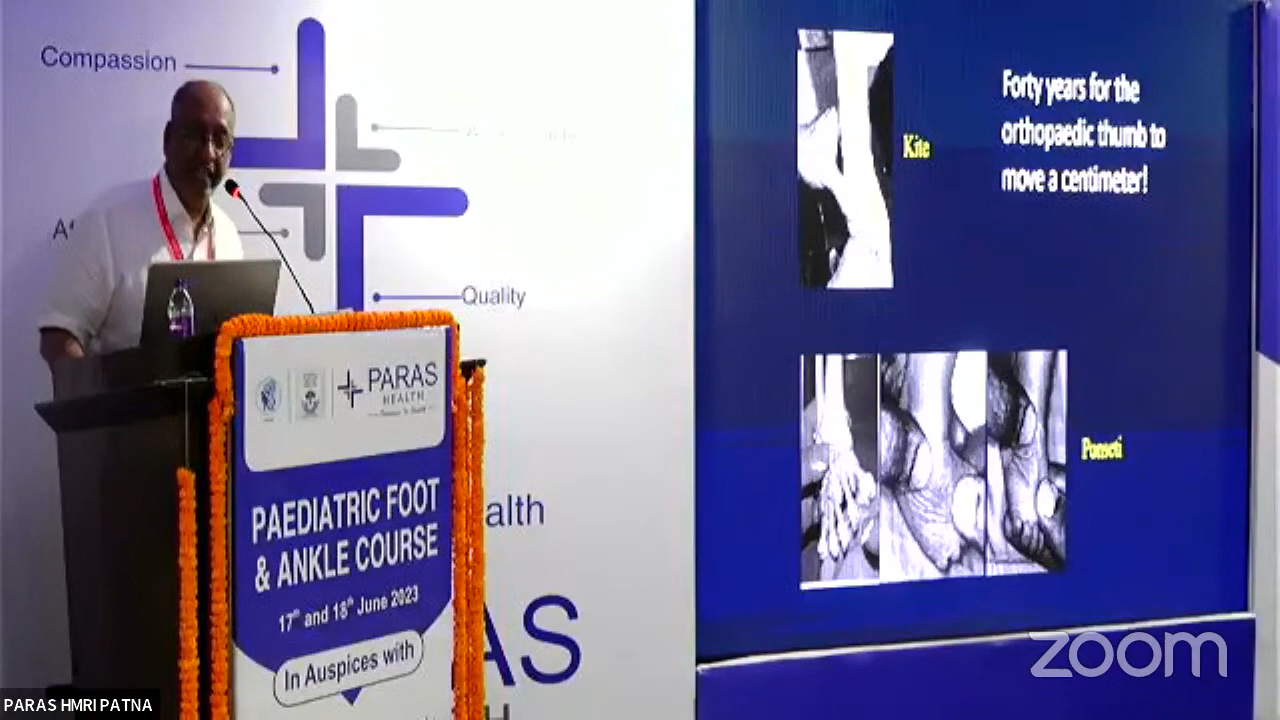 Compassion
Quality
alth
AS
H
PARAS
HEALTH
PAEDIATRIC FOOT
& ANKLE COURSE
17th and 18th June 2023
In Auspices with
Kite
Forty years for the
orthopaedic thumb to
move a centimeter!
Ponseti
zoom
PARAS HMRI PATNA